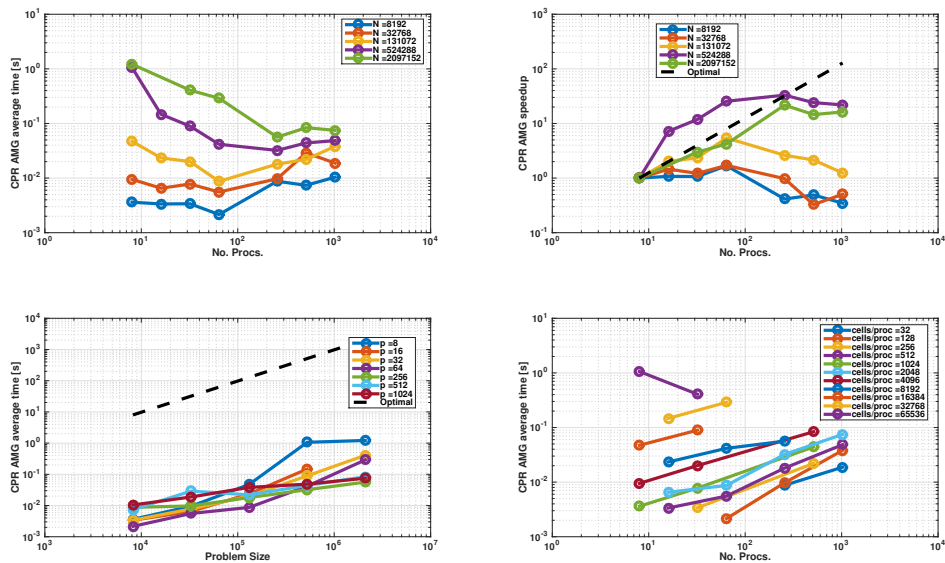 N =8192
N =32768
N =131072
N =524288
N =2097152
CPR AMG average time [s]
10^1
10^0
10^-1
10^-2
10^-3
10^0
10^1
10^2
10^3
10^4
No. Procs.
N =8192
N =32768
N =131072
N =524288
N =2097152
Optimal
CPR AMG speedup
10^3
10^2
10^1
10^0
10^-1
10^0
10^1
10^2
10^3
10^4
No. Procs.
p =8
p =16
p =32
p =64
p =256
p =512
p =1024
Optimal
CPR AMG average time [s]
10^4
10^3
10^2
10^1
10^0
10^-1
10^-2
10^-3
10^3
10^4
10^5
10^6
10^7
Problem Size
cells/proc =32
cells/proc =128
cells/proc =256
cells/proc =512
cells/proc =1024
cells/proc =2048
cells/proc =4096
cells/proc =8192
cells/proc =16384
cells/proc =32768
cells/proc =65536
CPR AMG average time [s]
10^1
10^0
10^-1
10^-2
10^-3
10^0
10^1
10^2
10^3
10^4
No. Procs.